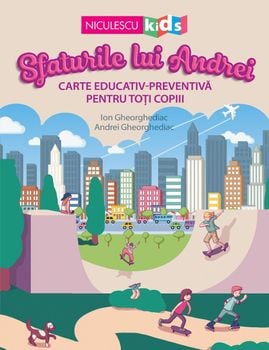 NICULESCU kids
Sfaturile lui Andrei
CARTE EDUCATIV-PREVENTIVĂ
PENTRU TOȚI COPIII
Ion Gheorghediac
Andrei Gheorghediac